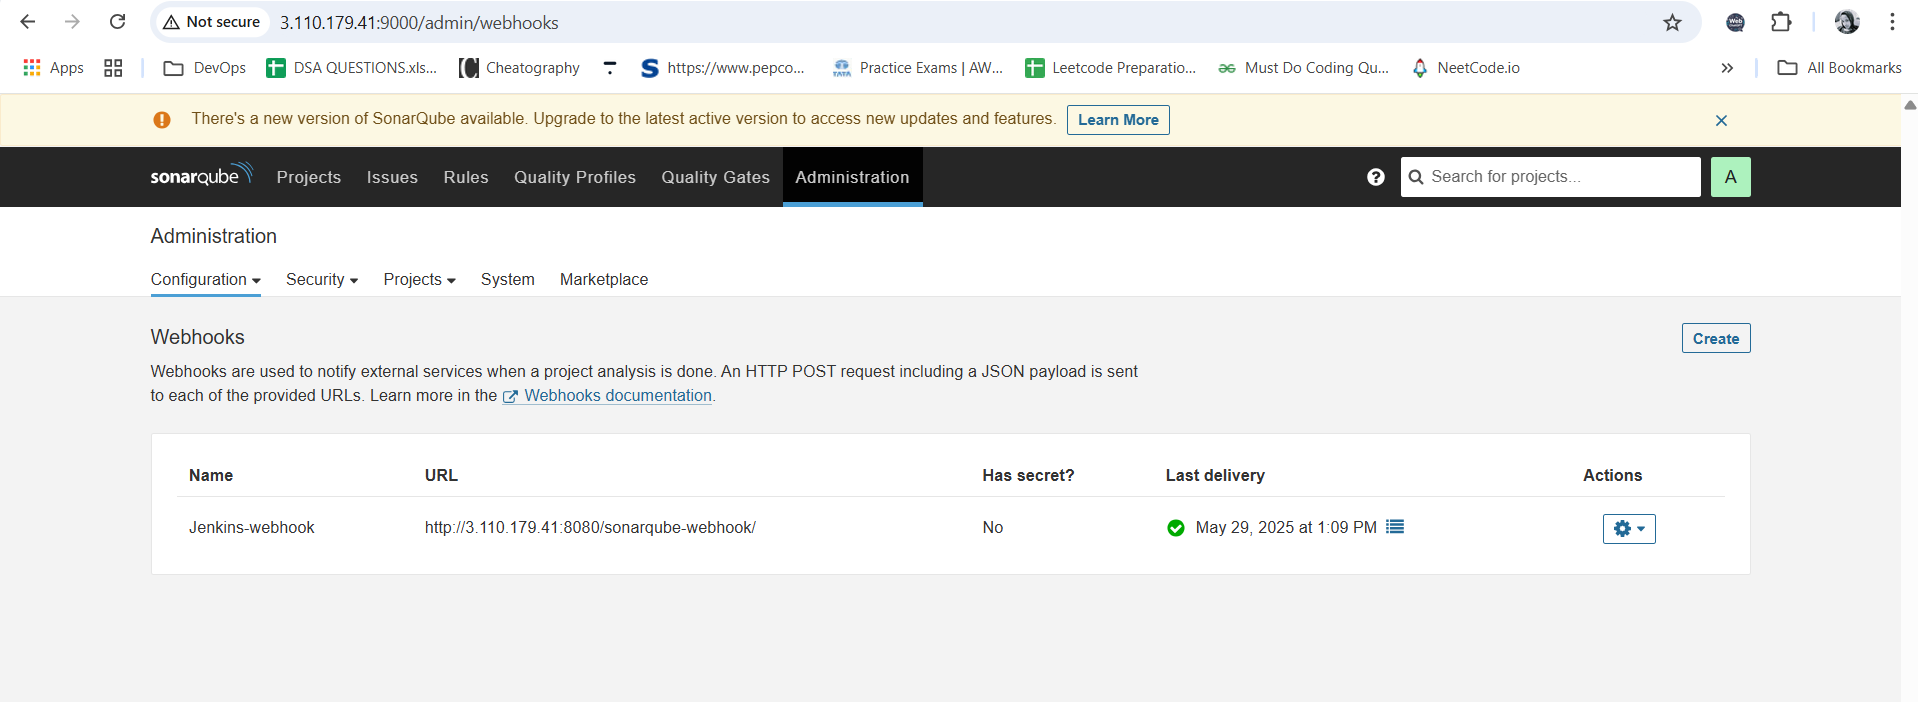 Not secure 3.110.179.41:9000/admin/webhooks
Apps DevOps DSA QUESTIONS.xls... Cheatography https://www.pepco... Practice Exams | AW... Leetcode Preparatio... Must Do Coding Qu... NeetCode.io » All Bookmarks
There's a new version of SonarQube available. Upgrade to the latest active version to access new updates and features. Learn More
sonarqube Projects Issues Rules Quality Profiles Quality Gates Administration Search for projects... A
Administration
Configuration Security Projects System Marketplace
Webhooks
Create
Webhooks are used to notify external services when a project analysis is done. An HTTP POST request including a JSON payload is sent
to each of the provided URLs. Learn more in the Webhooks documentation.
Name URL Has secret? Last delivery Actions
Jenkins-webhook http://3.110.179.41:8080/sonarqube-webhook/ No May 29, 2025 at 1:09 PM